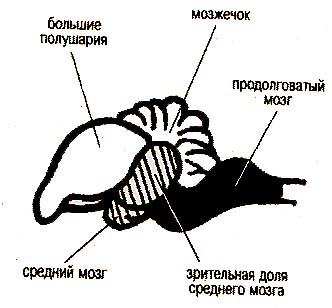 большие
полушария
мозжечок
продолговатый
мозг
средний мозг
зрительная доля
среднего мозга